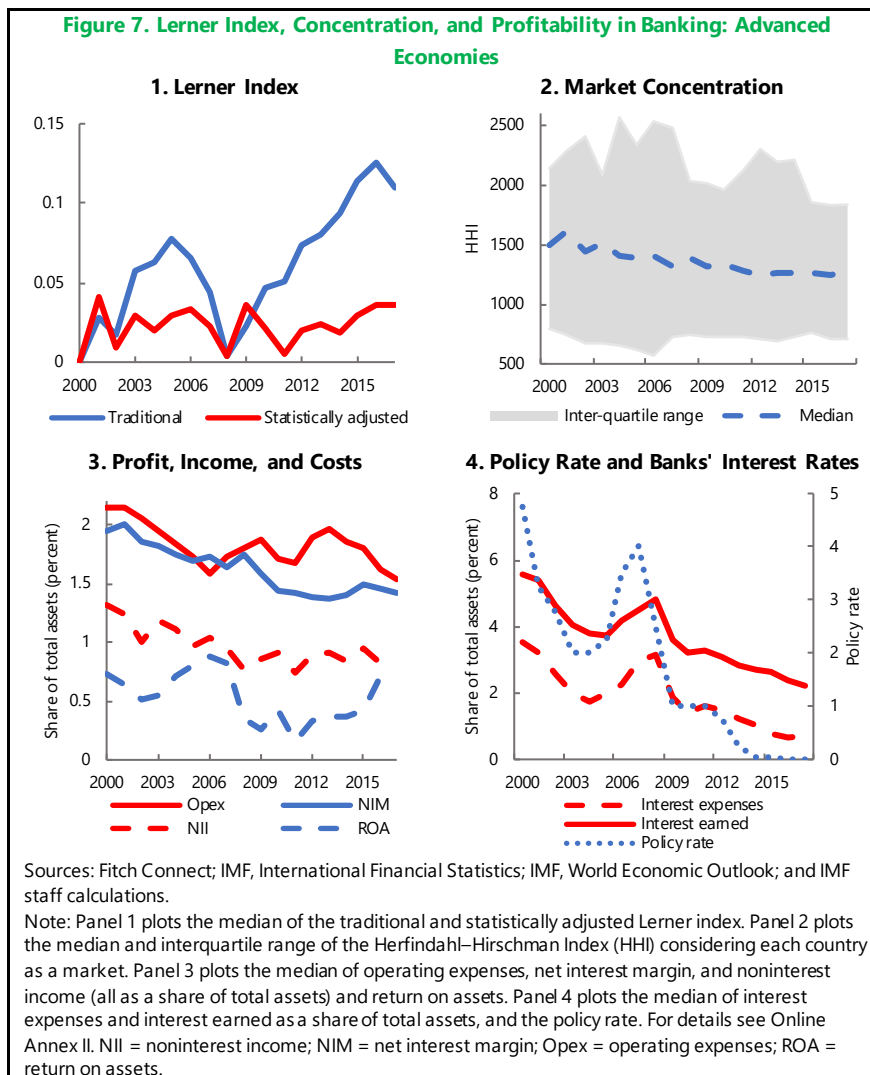 Figure 7. Lerner Index, Concentration, and Profitability in Banking: Advanced
Economies
1. Lerner Index
0.15
0.1
0.05
0
2000 2003 2006 2009 2012 2015
Traditional Statistically adjusted
2. Market Concentration
HHI
2500
2000
1500
1000
500
2000 2003 2006 2009 2012 2015
Inter-quartile range Median
3. Profit, Income, and Costs
Share of total assets (percent)
2
1.5
1
0.5
0
2000 2003 2006 2009 2012 2015
Opex NIM
NII ROA
4. Policy Rate and Banks' Interest Rates
Share of total assets (percent)
8
6
4
2
0
5
4
3
2
1
0
Policy rate
2000 2003 2006 2009 2012 2015
Interest expenses
Interest earned
Policy rate
Sources: Fitch Connect; IMF, International Financial Statistics; IMF, World Economic Outlook; and IMF
staff calculations.
Note: Panel 1 plots the median of the traditional and statistically adjusted Lerner index. Panel 2 plots
the median and interquartile range of the Herfindahl–Hirschman Index (HHI) considering each country
as a market. Panel 3 plots the median of operating expenses, net interest margin, and noninterest
income (all as a share of total assets) and return on assets. Panel 4 plots the median of interest
expenses and interest earned as a share of total assets, and the policy rate. For details see Online
Annex II. NII = noninterest income; NIM = net interest margin; Opex = operating expenses; ROA =
return on assets.